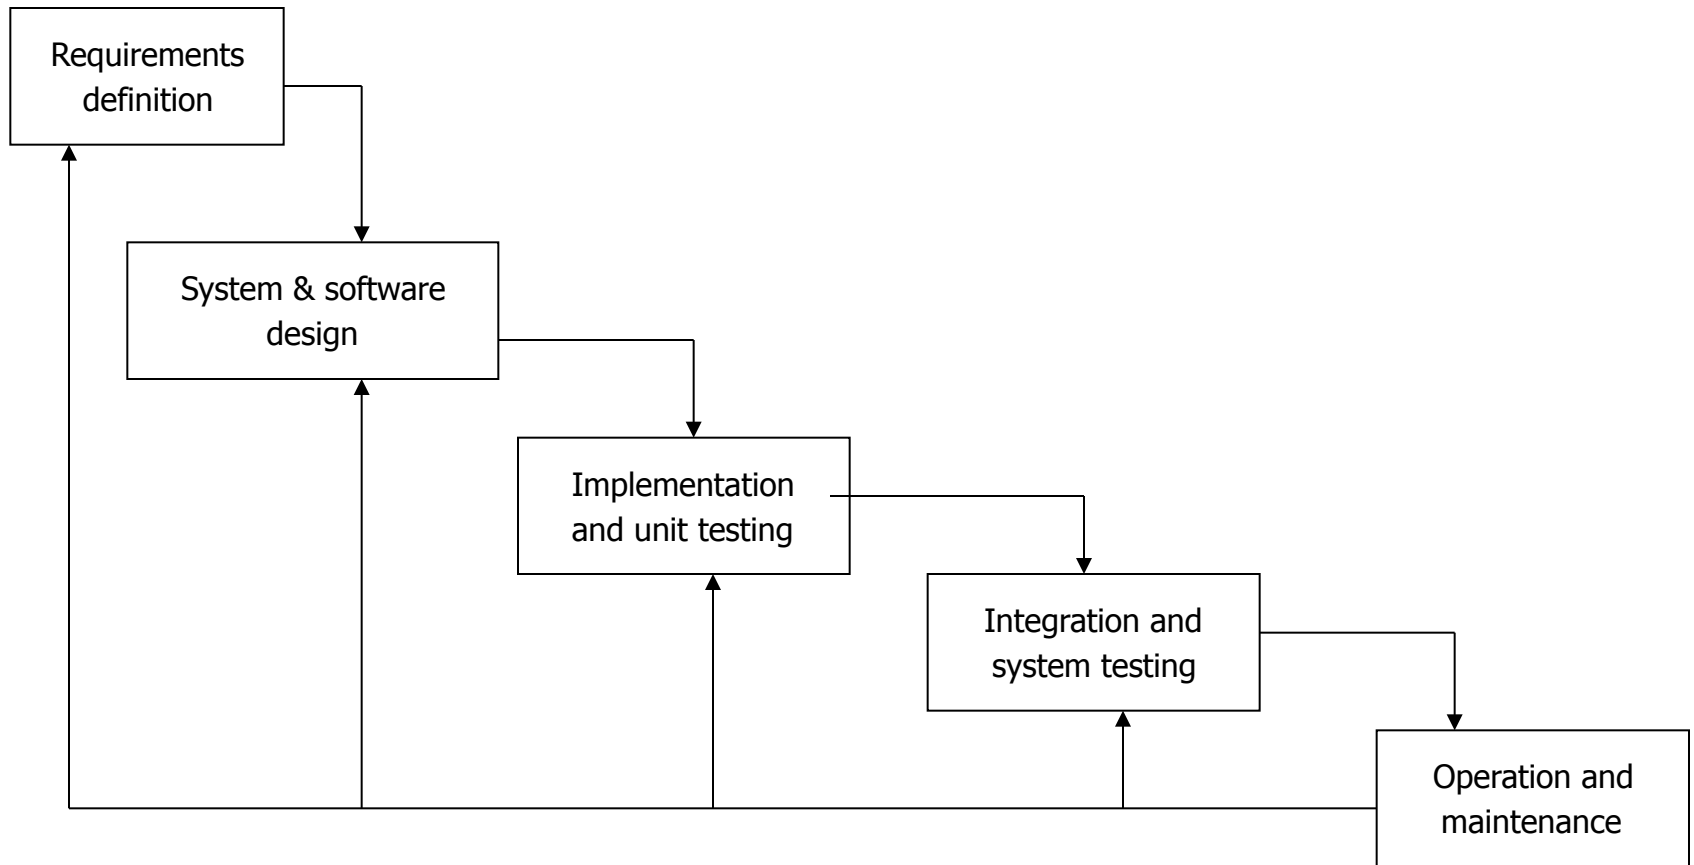 Requirements
definition
System & software
design
Implementation
and unit testing
Integration and
system testing
Operation and
maintenance